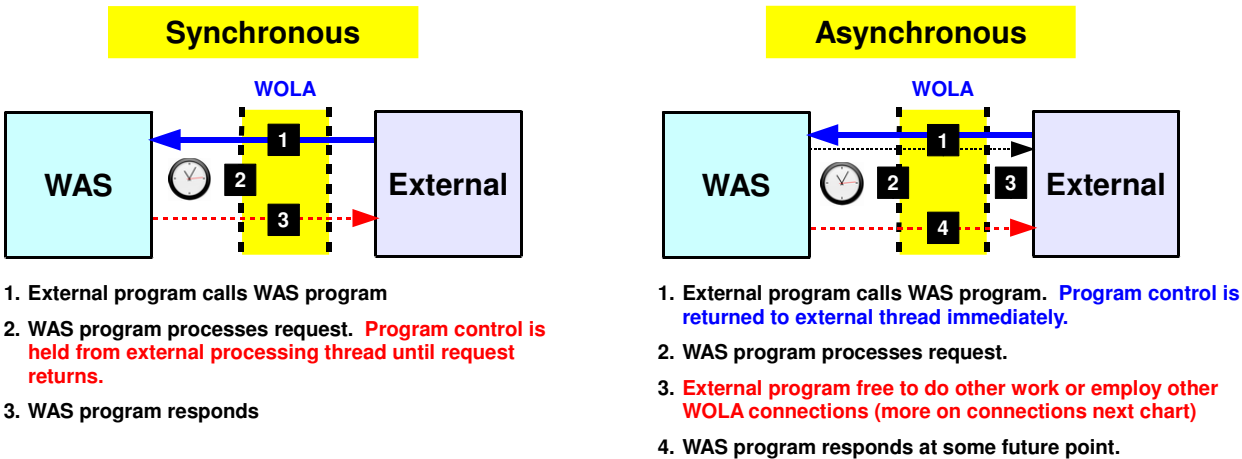 Synchronous
WOLA
WAS
1
2
3
External
1. External program calls WAS program
2. WAS program processes request. Program control is
held from external processing thread until request
returns.
3. WAS program responds
Asynchronous
WOLA
WAS
1
2
3
4
External
1. External program calls WAS program. Program control is
returned to external thread immediately.
2. WAS program processes request.
3. External program free to do other work or employ other
WOLA connections (more on connections next chart)
4. WAS program responds at some future point.